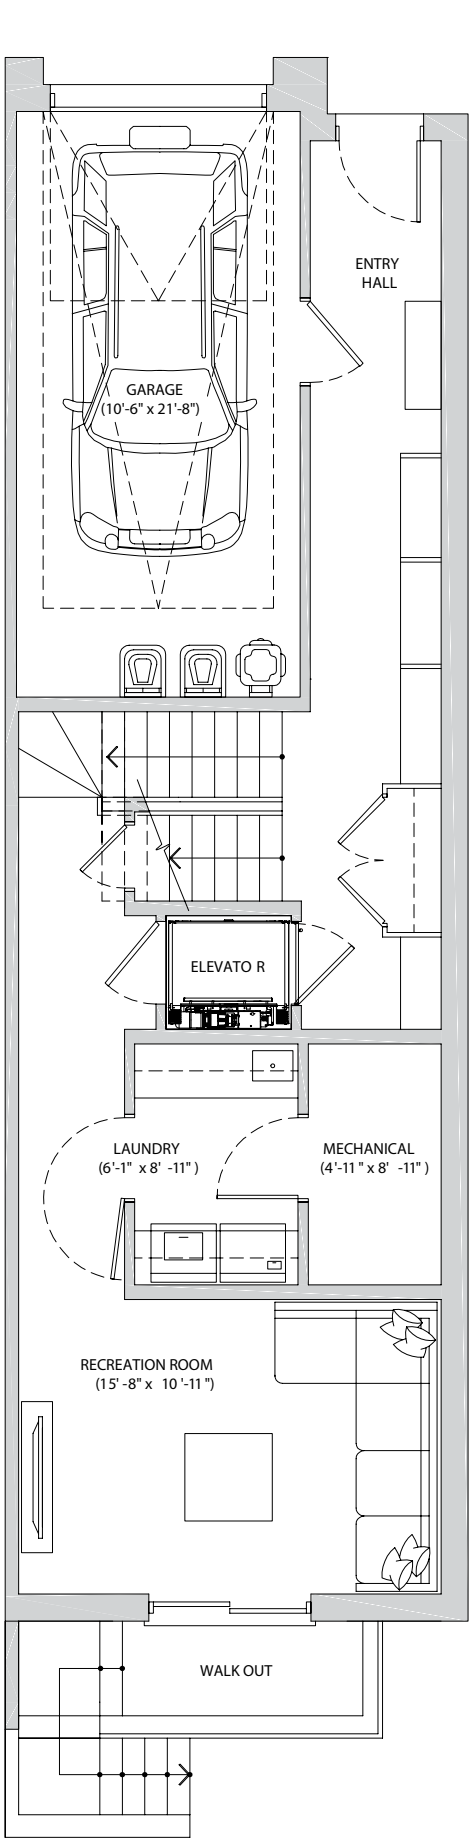 ENTRY
HALL
GARAGE
(10'-6" x 21'-8")
ELEVATO R
LAUNDRY
(6'-1" x 8' -11" )
MECHANICAL
(4'-11 " x 8' -11" )
RECREATION ROOM
(15' -8" x 10 '-11 ")
WALK OUT